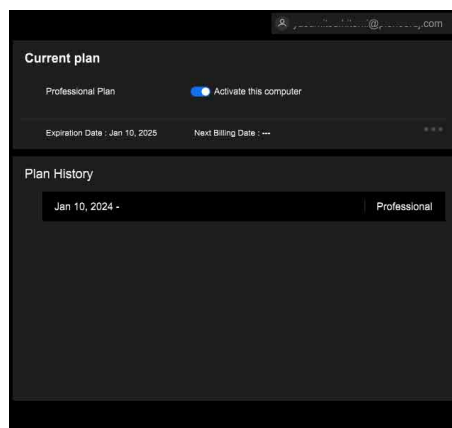 Current plan
Professional Plan Activate this computer
Expiration Date : Jan 10, 2025 Next Billing Date : ---
Plan History
Jan 10, 2024 - Professional